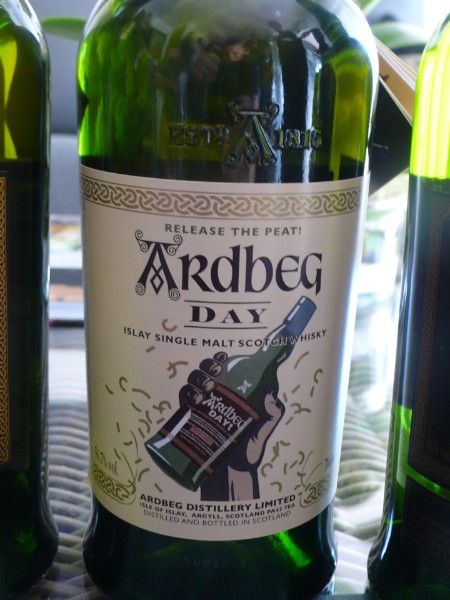 ESTD 1815
A
RELEASE THE PEAT!
ARDBEG
DAY
ISLAY SINGLE MALT SCOTCH WHISKY
A
ARDBEG
DAY!
ARDBEG DISTILLERY LIMITED
ISLE OF ISLAY, ARGYLL, SCOTLAND PA42 7EA
DISTILLED AND BOTTLED IN SCOTLAND